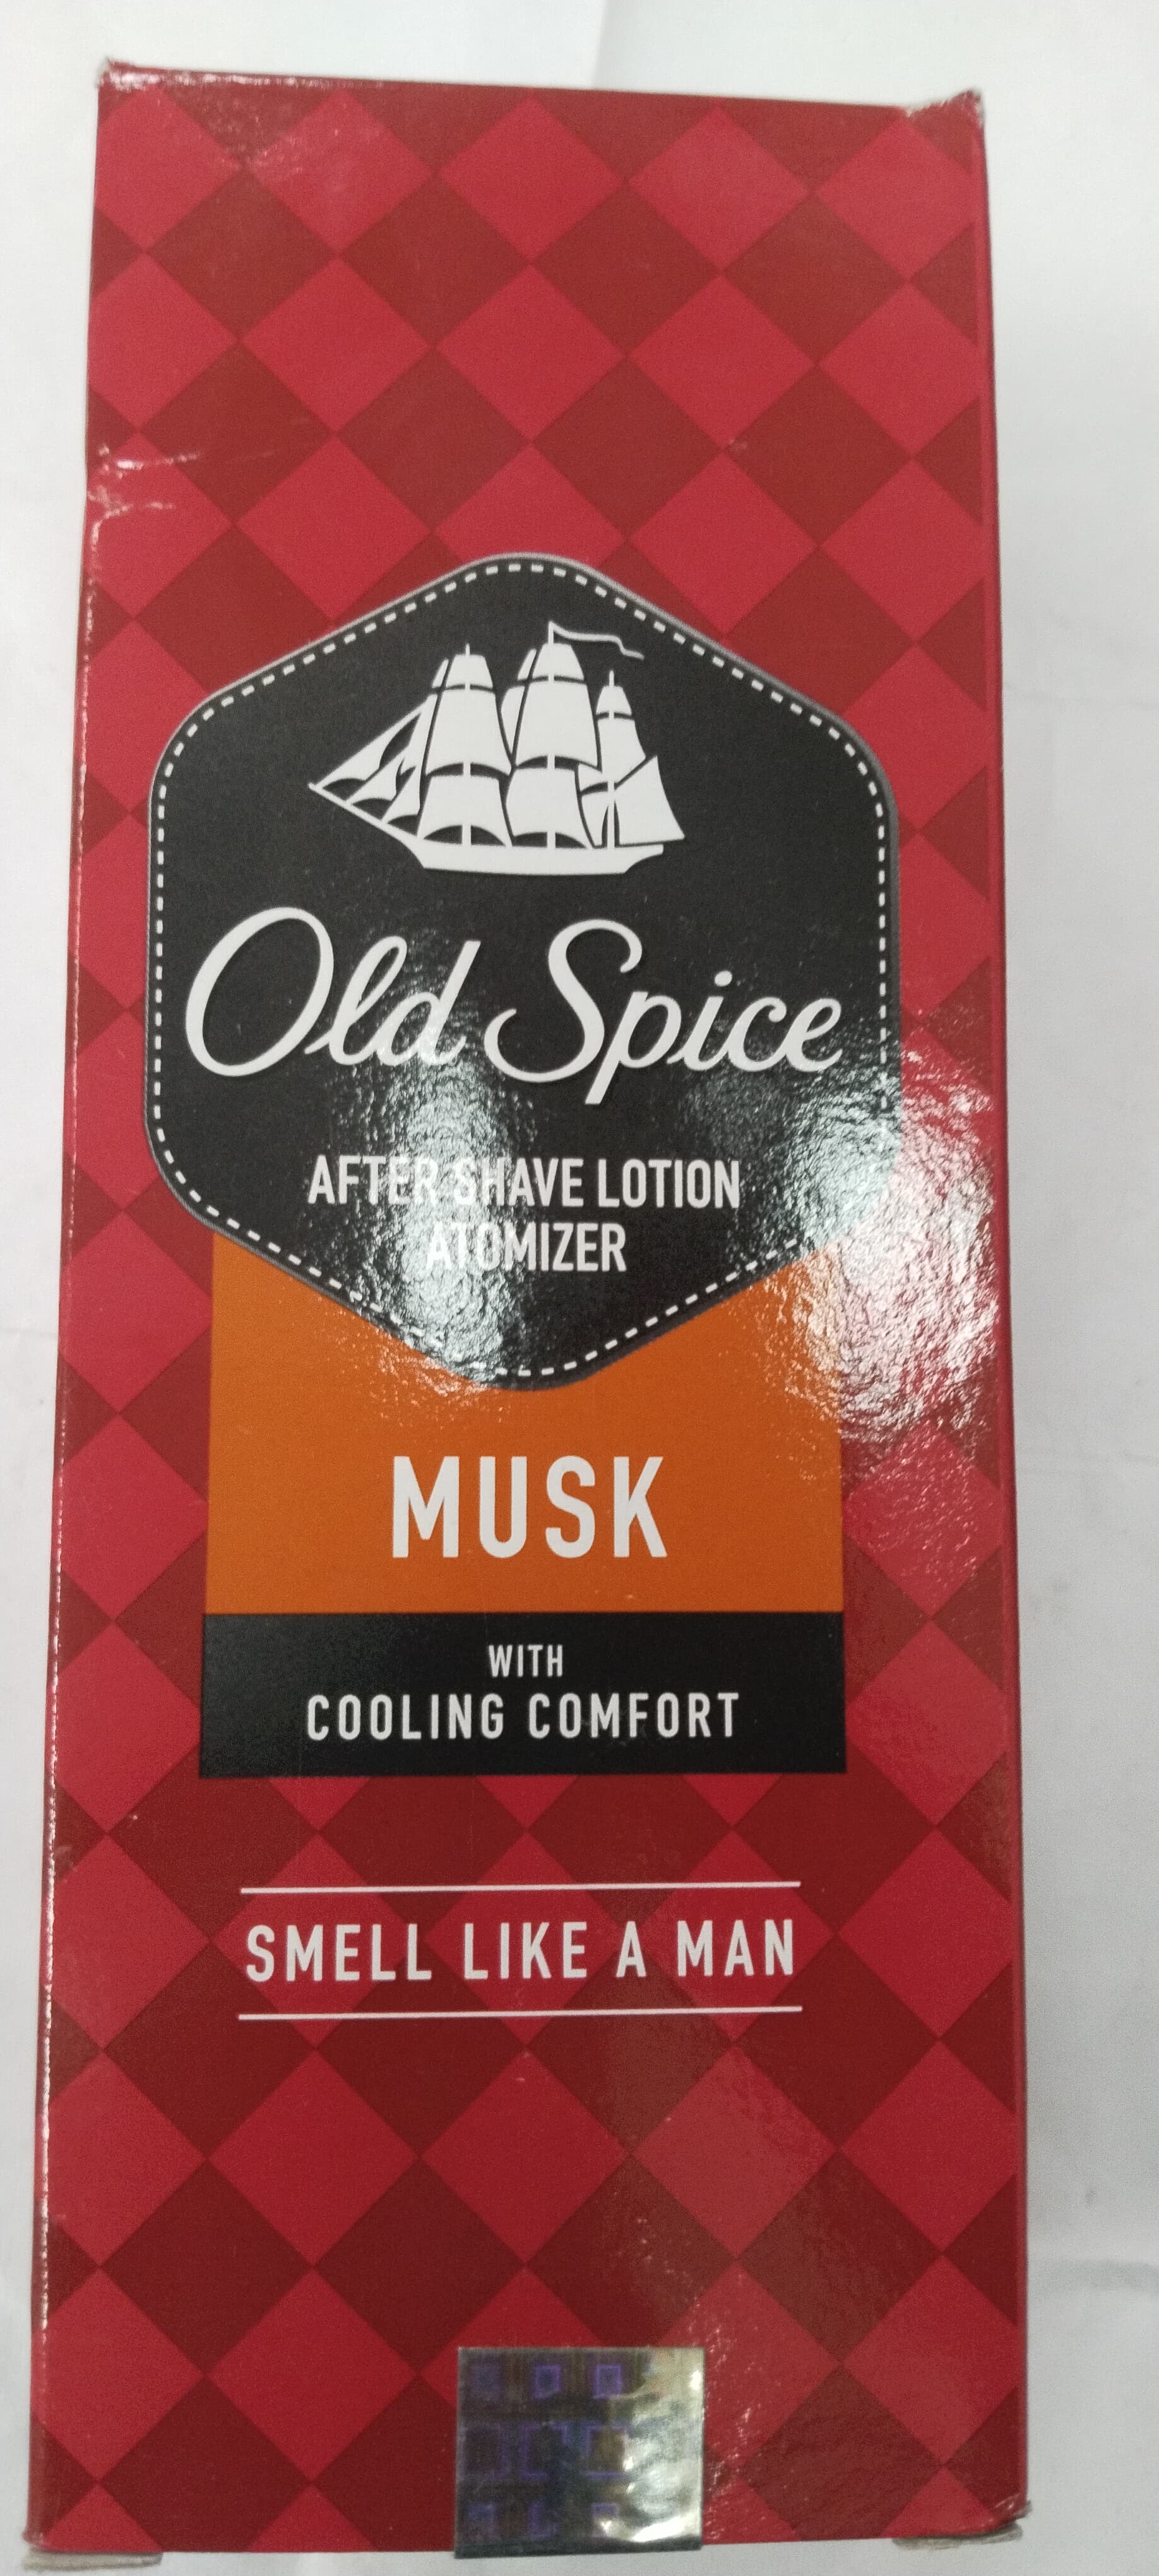 Old Spice
AFTER SHAVE LOTION
ATOMIZER
MUSK
WITH
COOLING COMFORT
SMELL LIKE A MAN